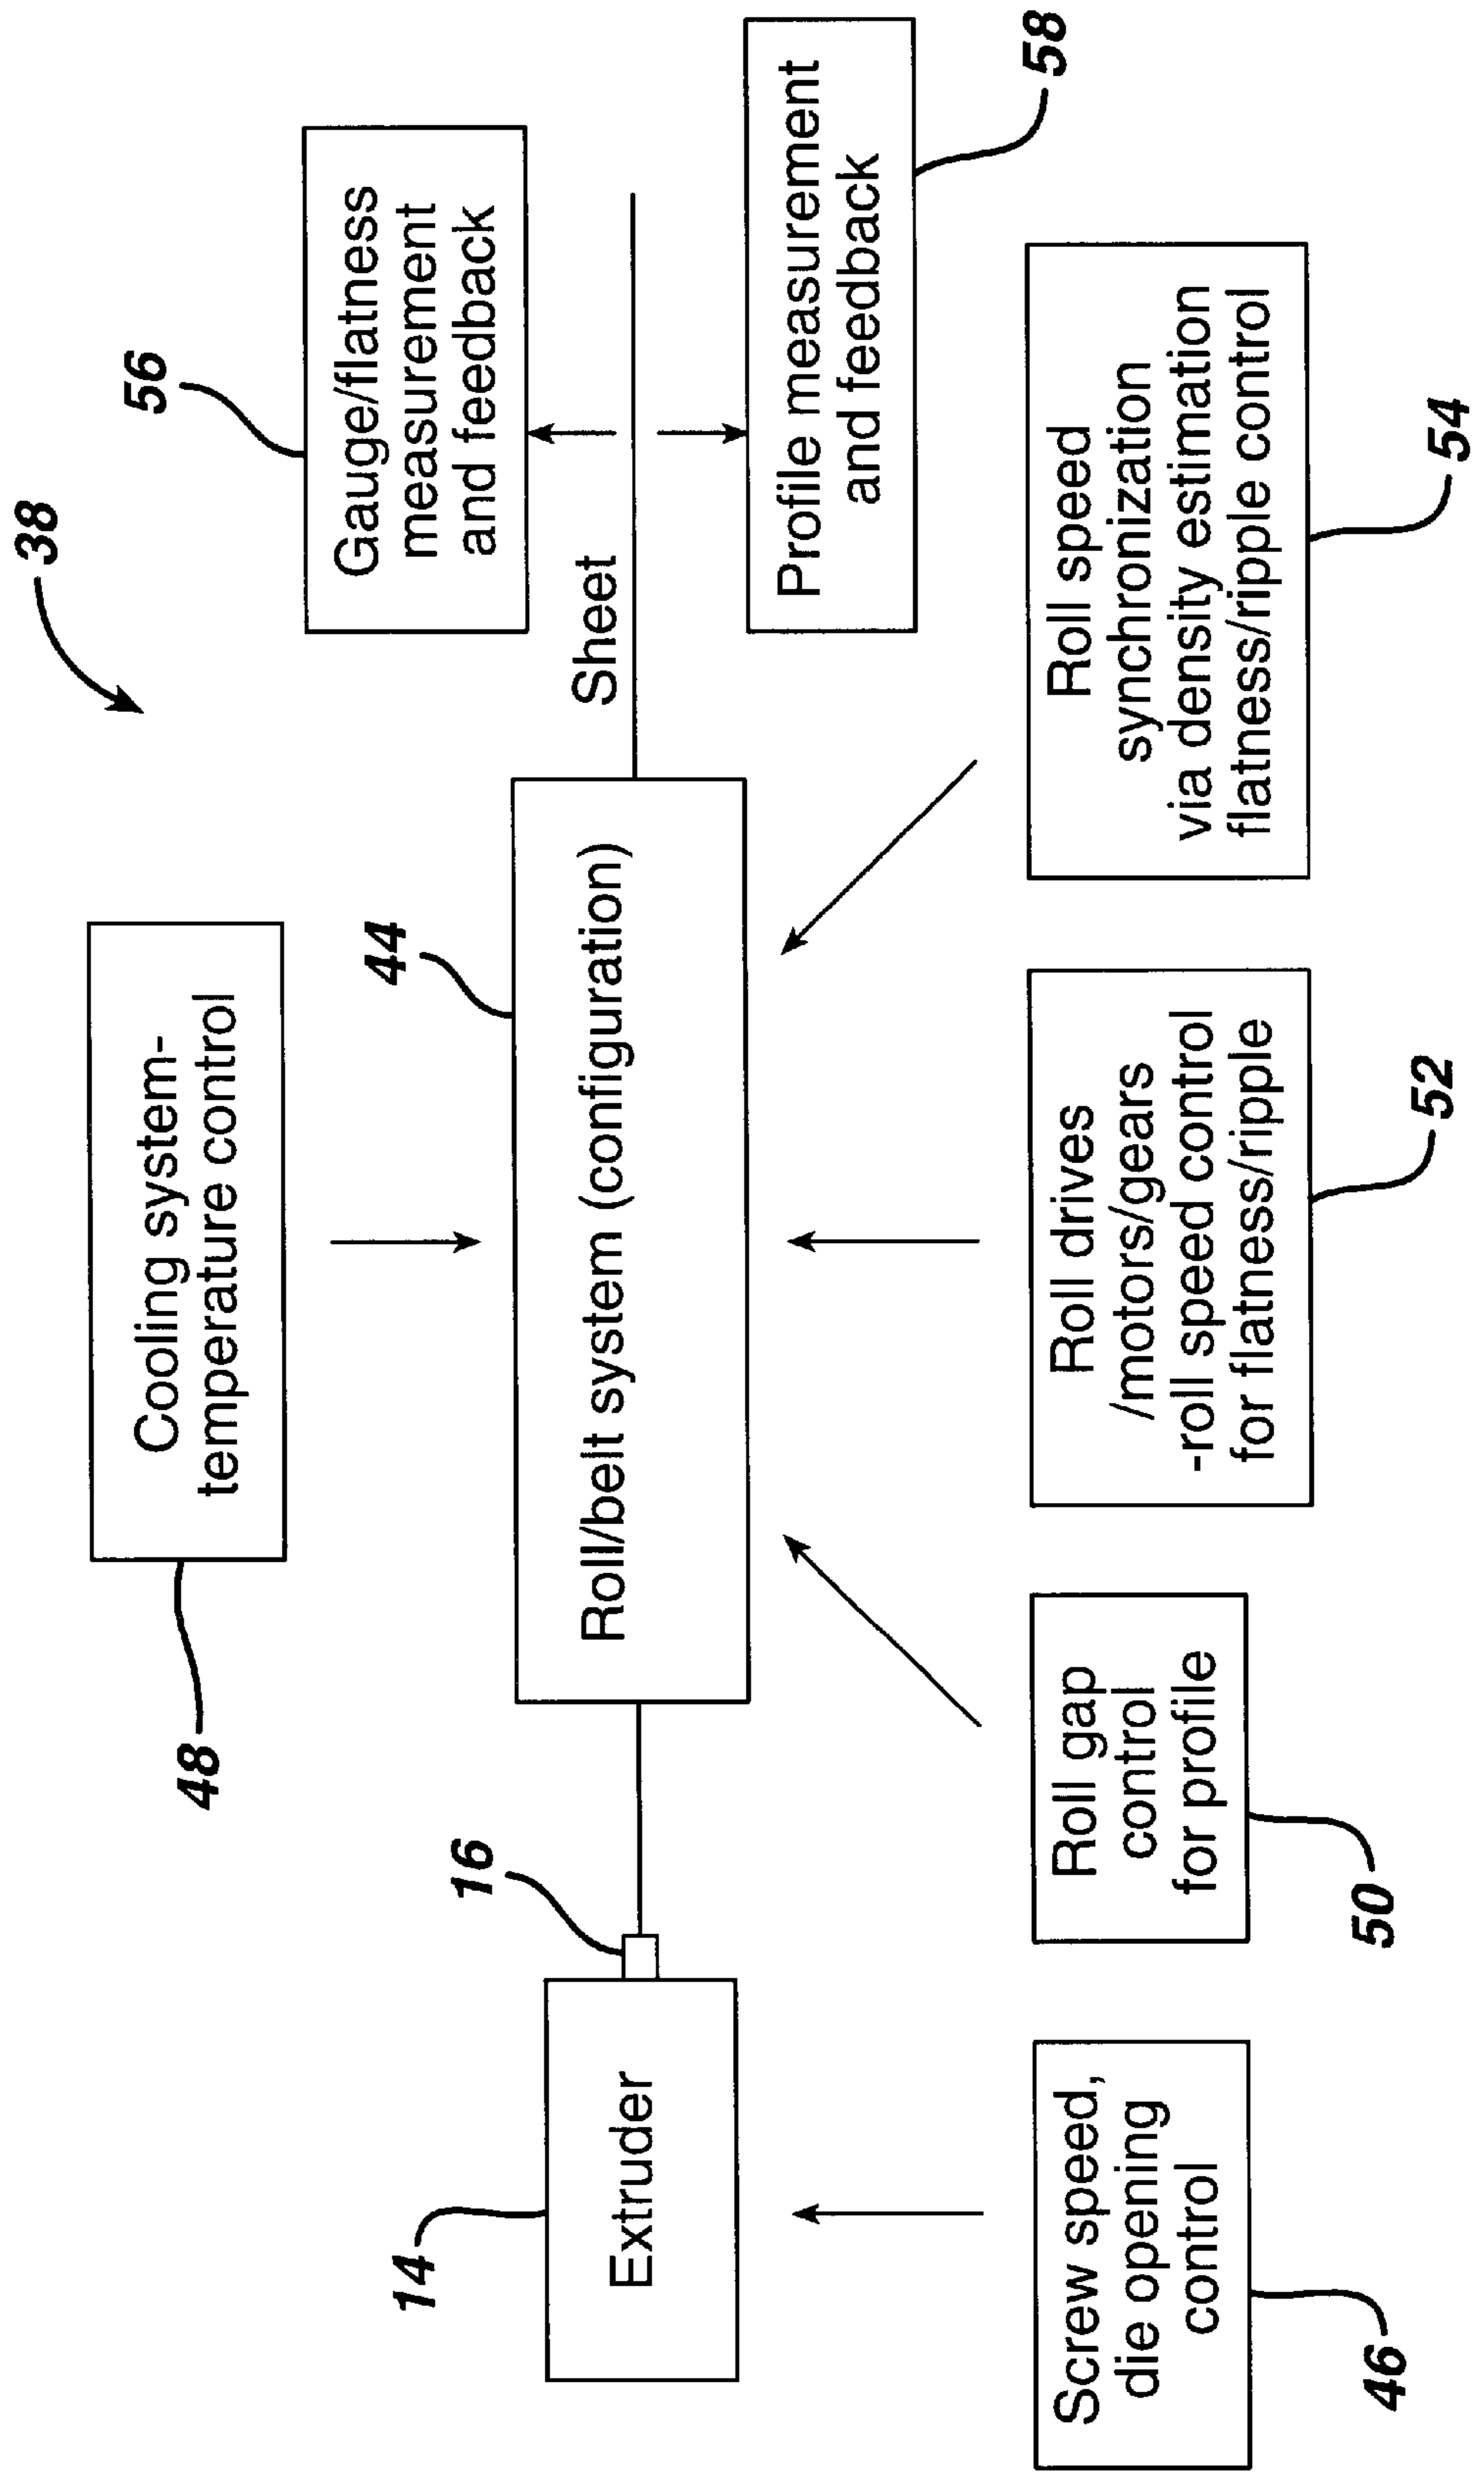 38
48
Cooling system-
temperature control
56
Gauge/flatness
measurement
and feedback
14
Extruder
16
44
Roll/belt system (configuration)
Sheet
Profile measurement
and feedback
58
Screw speed,
die opening
control
46
Roll gap
control
for profile
50
Roll drives
/motors/gears
-roll speed control
for flatness/ripple
52
Roll speed
synchronization
via density estimation
flatness/ripple control
54